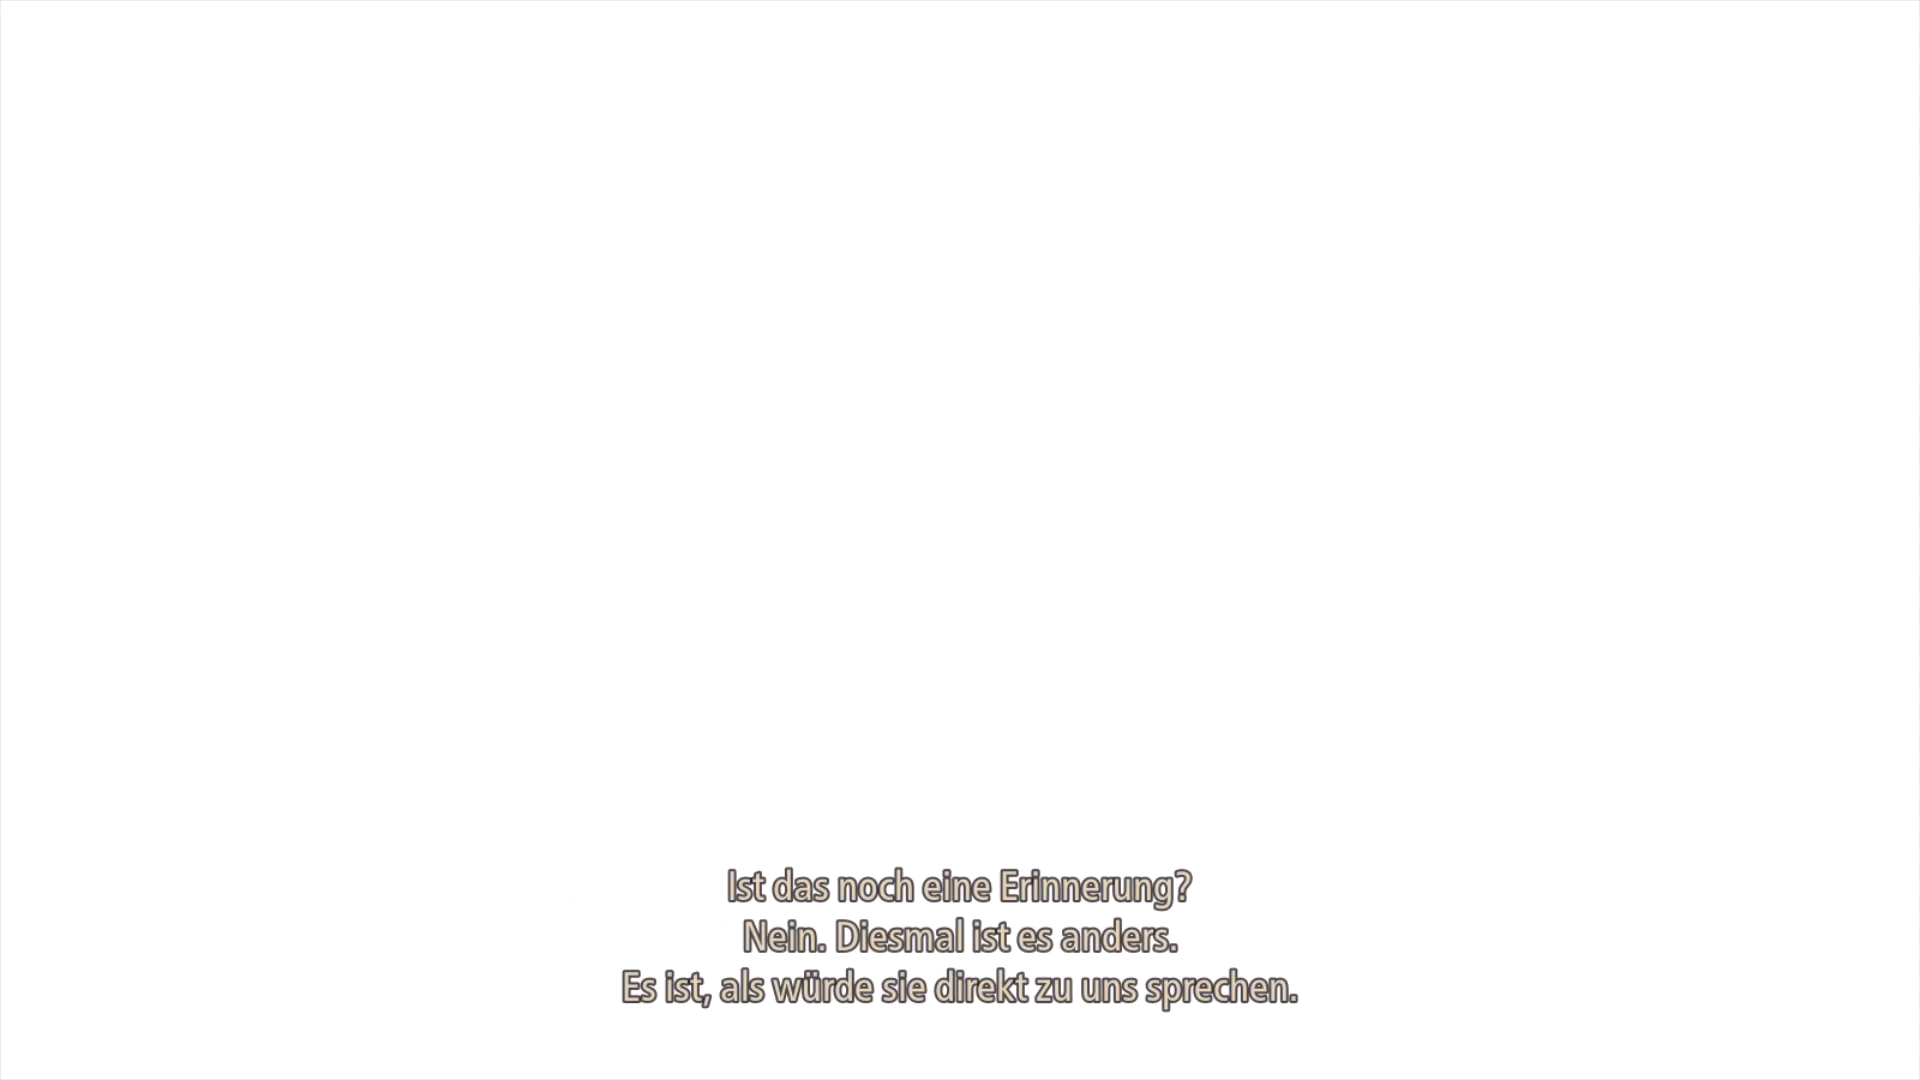 Ist das noch eine Erinnerung?
Nein. Diesmal ist es anders.
Es ist, als würde sie direkt zu uns sprechen.